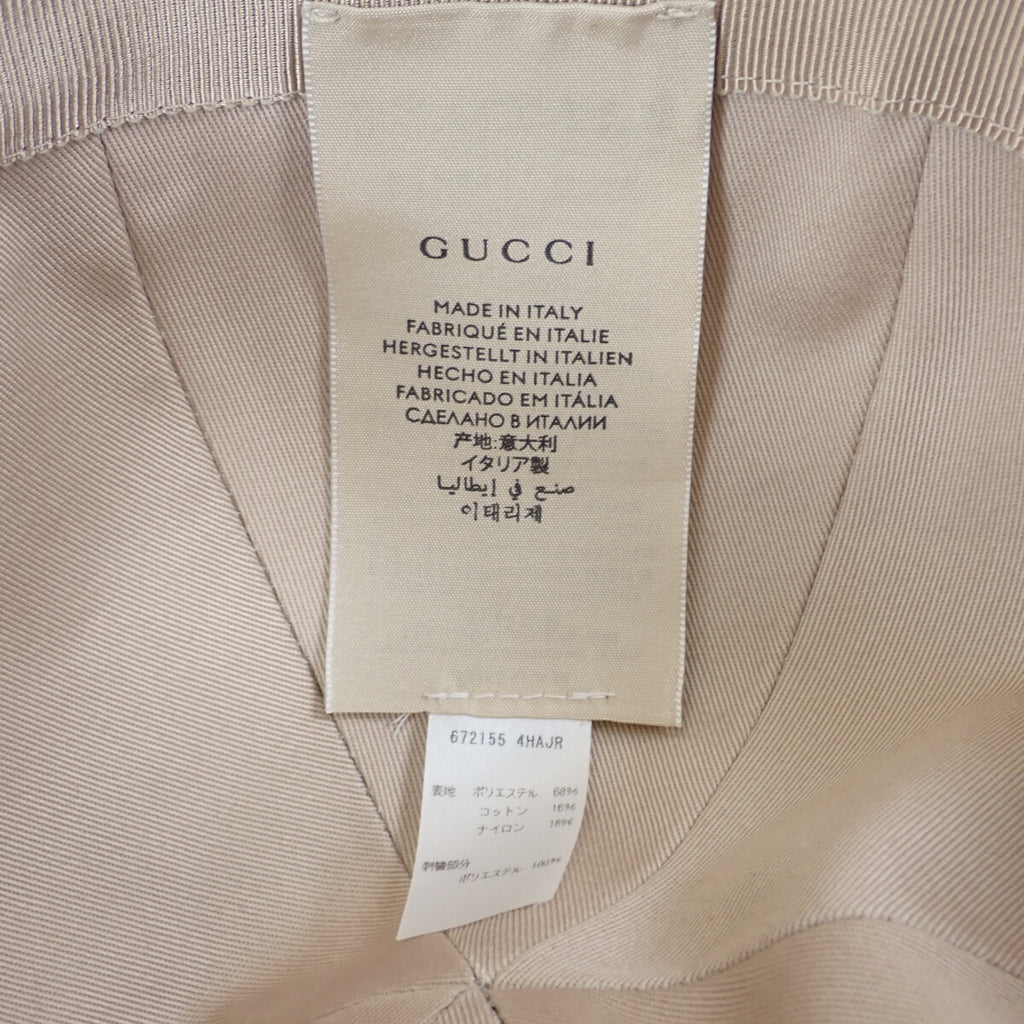 GUCCI
MADE IN ITALY
FABRIQUÉ EN ITALIE
HERGESTELLT IN ITALIEN
HECHO EN ITALIA
FABRICADO EM ITÁLIA
СДЕЛАНО В ИТАЛИИ
产地:意大利
イタリア製
صنع في إيطاليا
이태리제
672155 4HAJR
表地 ポリエステル 68%
コットン 16%
ナイロン 16%
刺繍部分
ポリエステル 100%